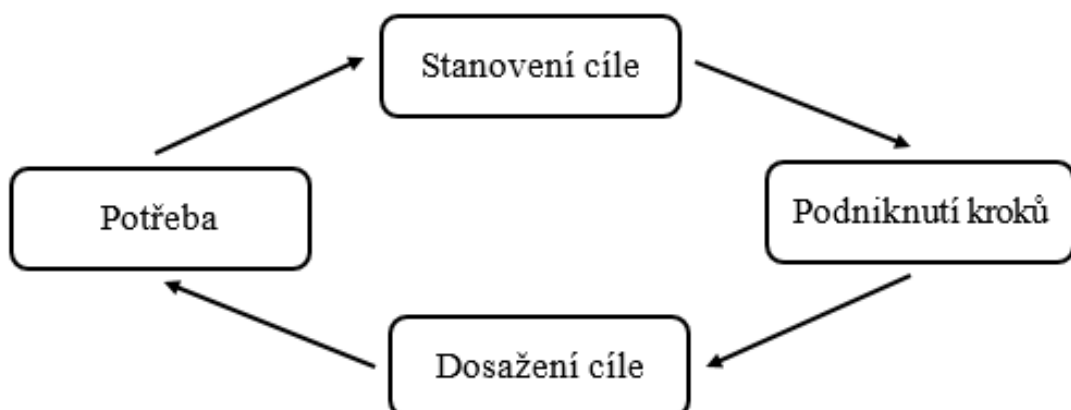 Stanovení cíle
Potřeba
Podniknutí kroků
Dosažení cíle